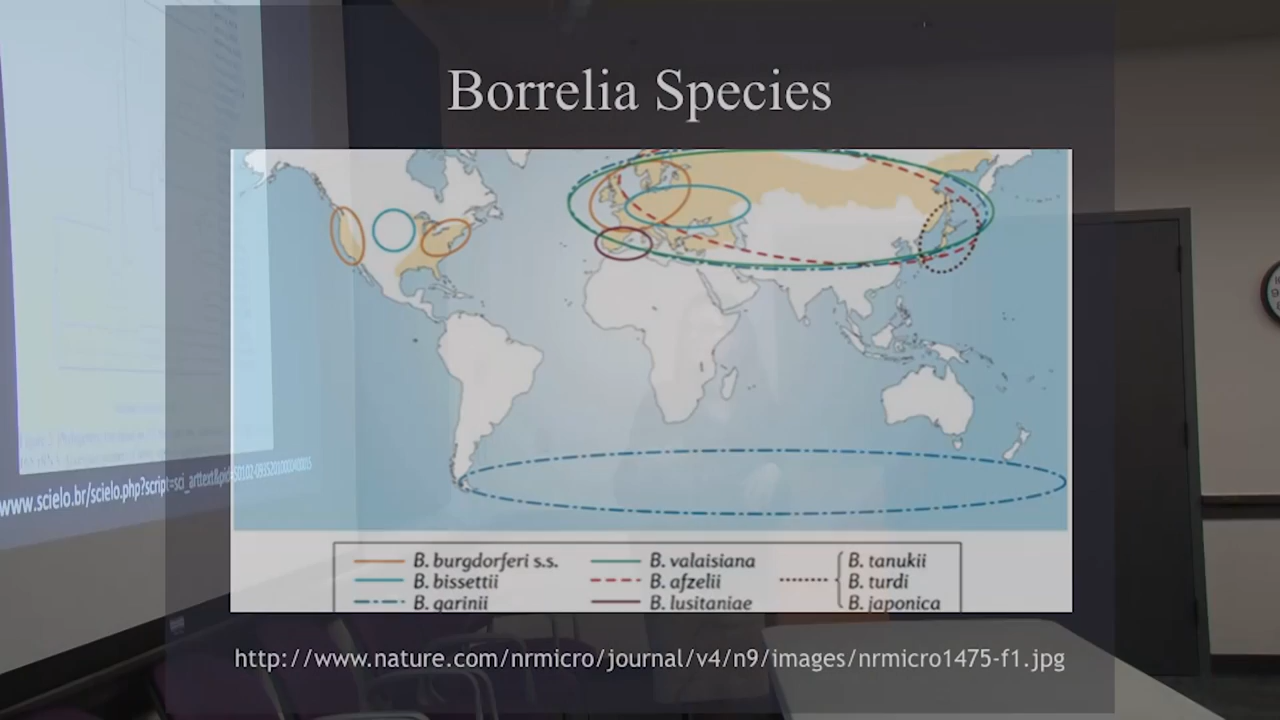 Borrelia Species
B. burgdorferi s.s. B. valaisiana B. tanukii
B. bissettii B. afzelii B. turdi
B. garinii B. lusitaniae B. japonica
www.scielo.br/scielo.php?script=sci_arttext&pid=
http://www.nature.com/nrmicro/journal/v4/n9/images/nrmicro1475-f1.jpg